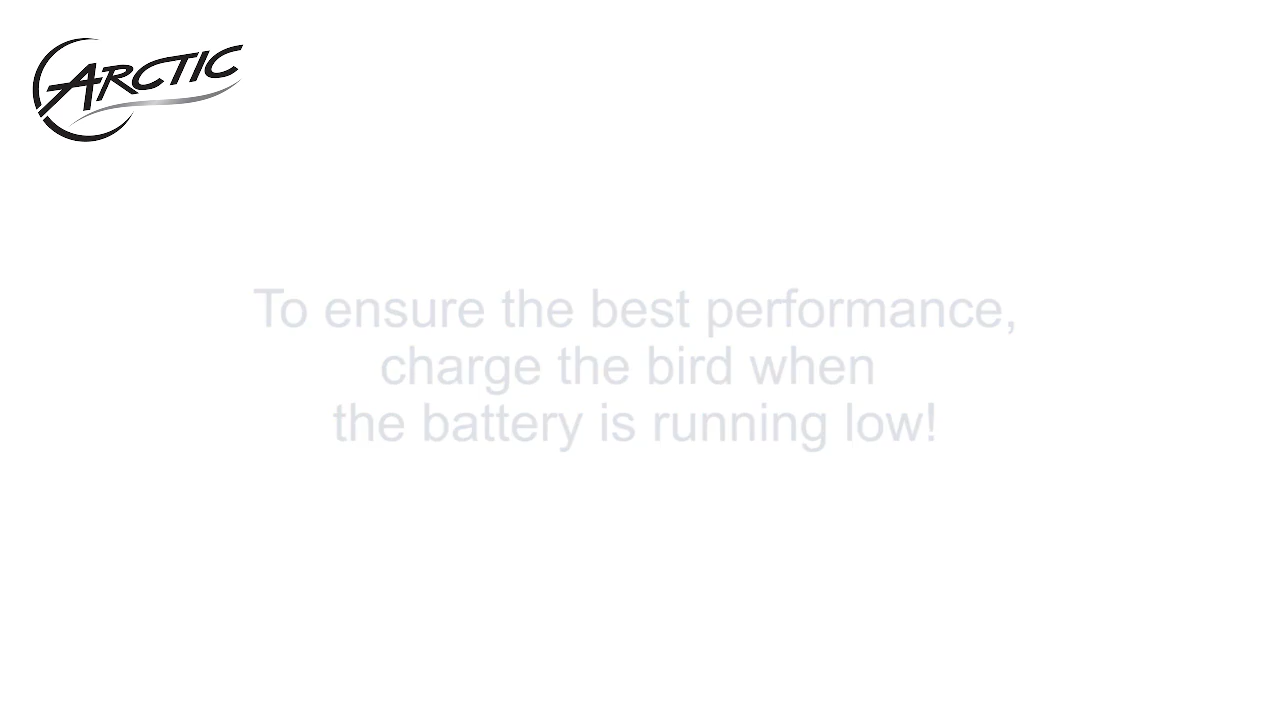 ARCTIC
To ensure the best performance,
charge the bird when
the battery is running low!